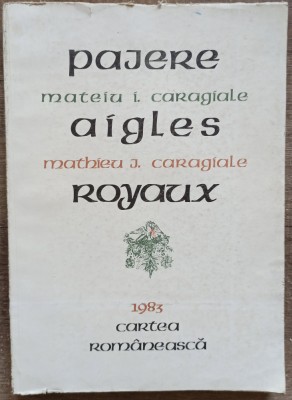 pajere
mateiu i. caragiale
aigles
mathieu j. caragiale
royaux
1983
cartea
românească